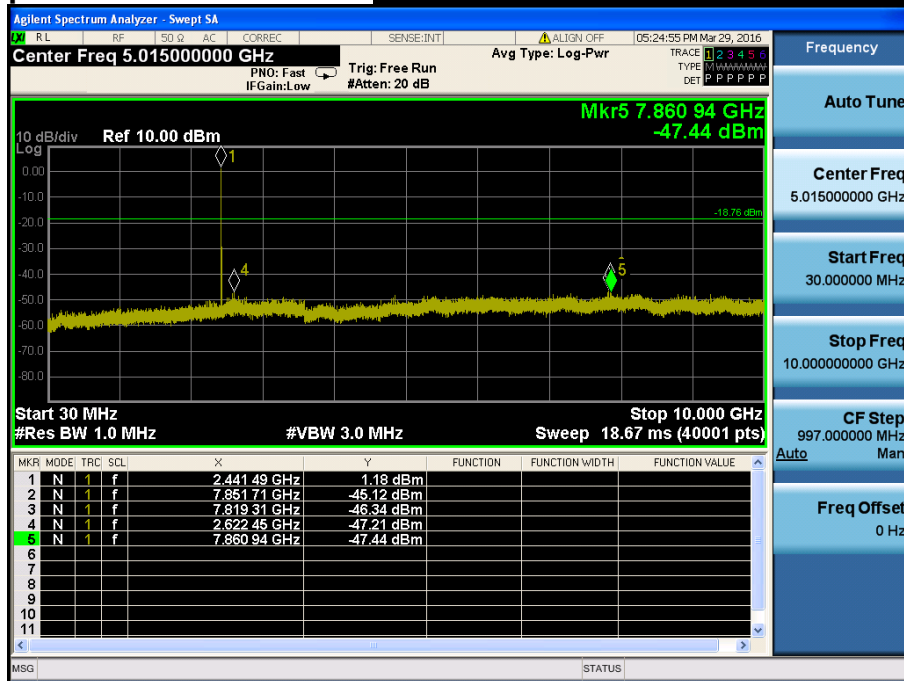 Agilent Spectrum Analyzer - Swept SA
LXI RL RF 50 Ω AC CORREC SENSE:INT ALIGN OFF 05:24:55 PM Mar 29, 2016
Center Freq 5.015000000 GHz
PNO: Fast
IFGain:Low
Trig: Free Run
#Atten: 20 dB
Avg Type: Log-Pwr
TRACE 1 2 3 4 5 6
TYPE MWWWWW
DET P P P P P P
Mkr5 7.860 94 GHz
-47.44 dBm
10 dB/div Ref 10.00 dBm
Log
1
0.00
-10.0
-18.76 dBm
-20.0
-30.0
-40.0
4
5
-50.0
-60.0
-70.0
-80.0
Start 30 MHz Stop 10.000 GHz
#Res BW 1.0 MHz #VBW 3.0 MHz Sweep 18.67 ms (40001 pts)
MKR MODE TRC SCL X Y FUNCTION FUNCTION WIDTH FUNCTION VALUE
1 N 1 f 2.441 49 GHz 1.18 dBm
2 N 1 f 7.851 71 GHz -45.12 dBm
3 N 1 f 7.819 31 GHz -46.34 dBm
4 N 1 f 2.622 45 GHz -47.21 dBm
5 N 1 f 7.860 94 GHz -47.44 dBm
6
7
8
9
10
11
MSG STATUS
Frequency
Auto Tune
Center Freq
5.015000000 GHz
Start Freq
30.000000 MHz
Stop Freq
10.000000000 GHz
CF Step
997.000000 MHz
Auto Man
Freq Offset
0 Hz